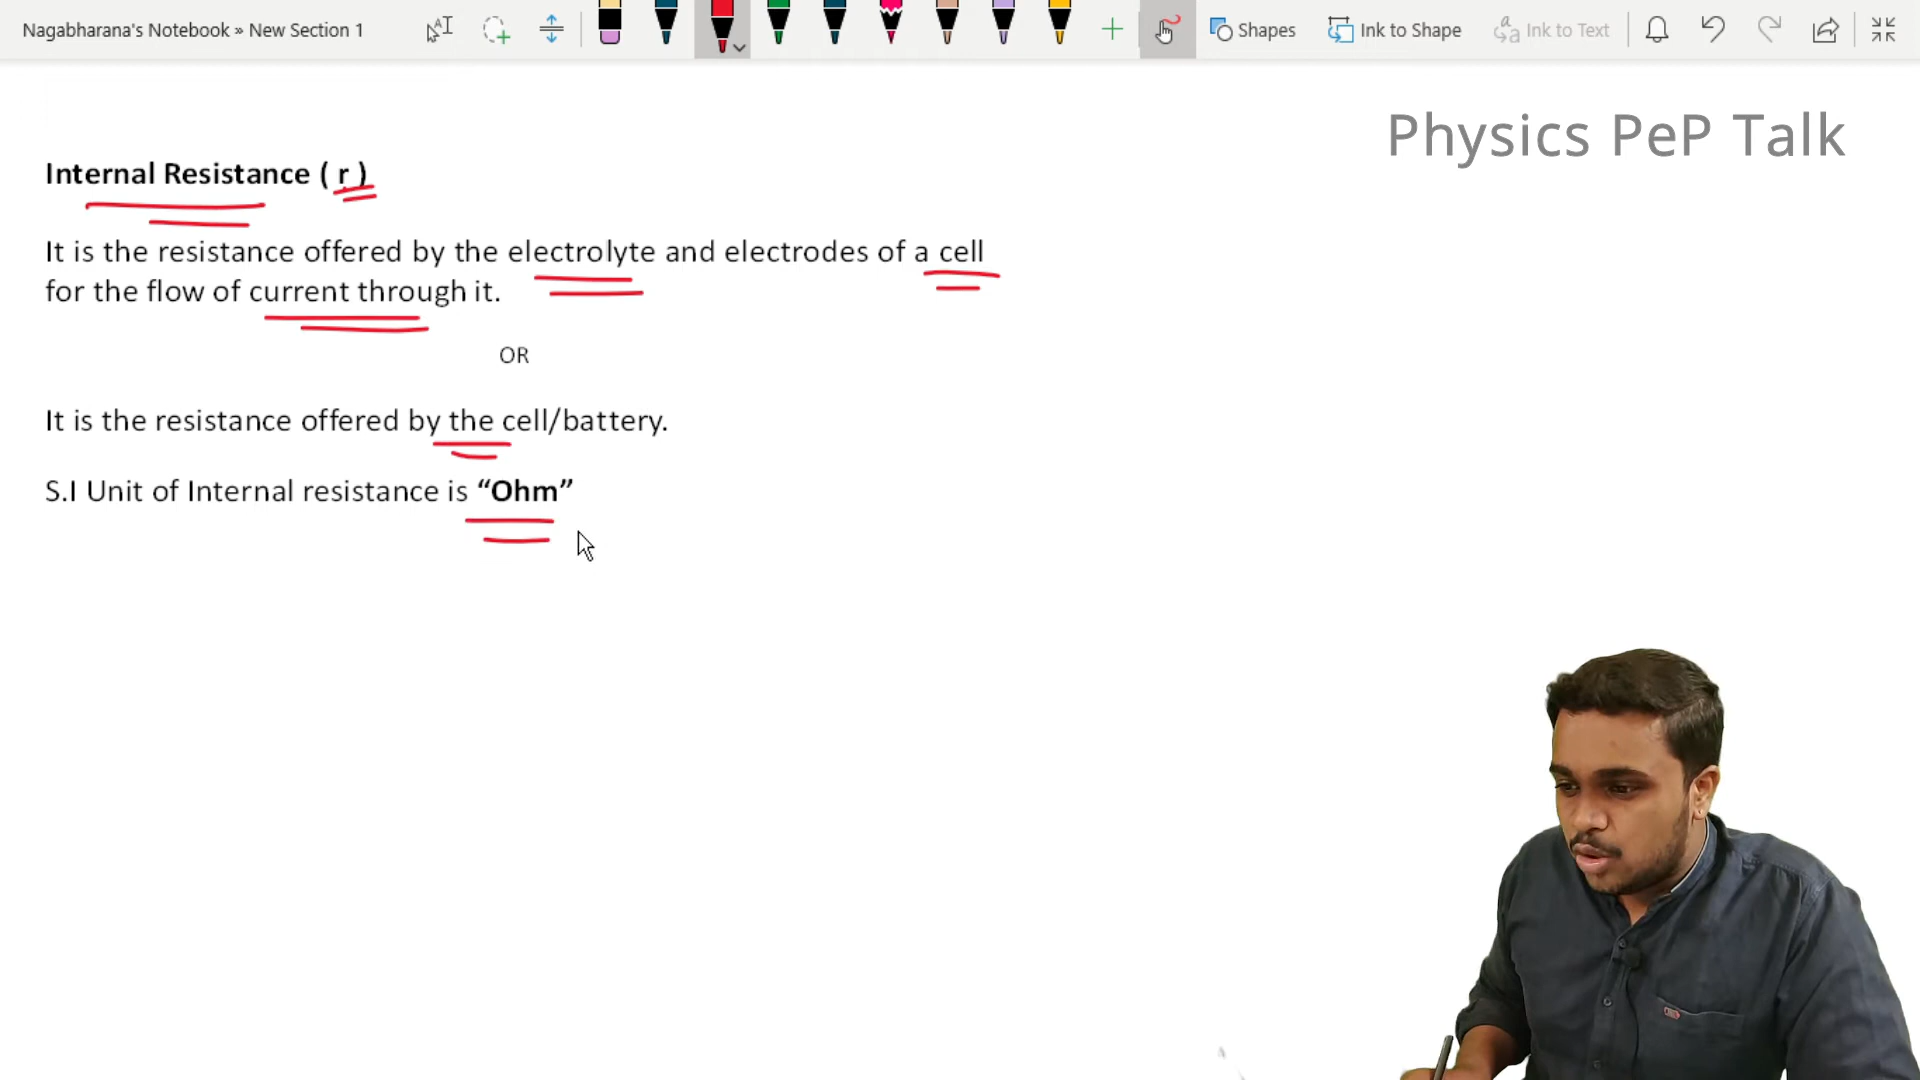 Nagabharana's Notebook » New Section 1
Shapes
Ink to Shape
Ink to Text
Physics PeP Talk
Internal Resistance ( r )
It is the resistance offered by the electrolyte and electrodes of a cell
for the flow of current through it.
OR
It is the resistance offered by the cell/battery.
S.I Unit of Internal resistance is “Ohm”